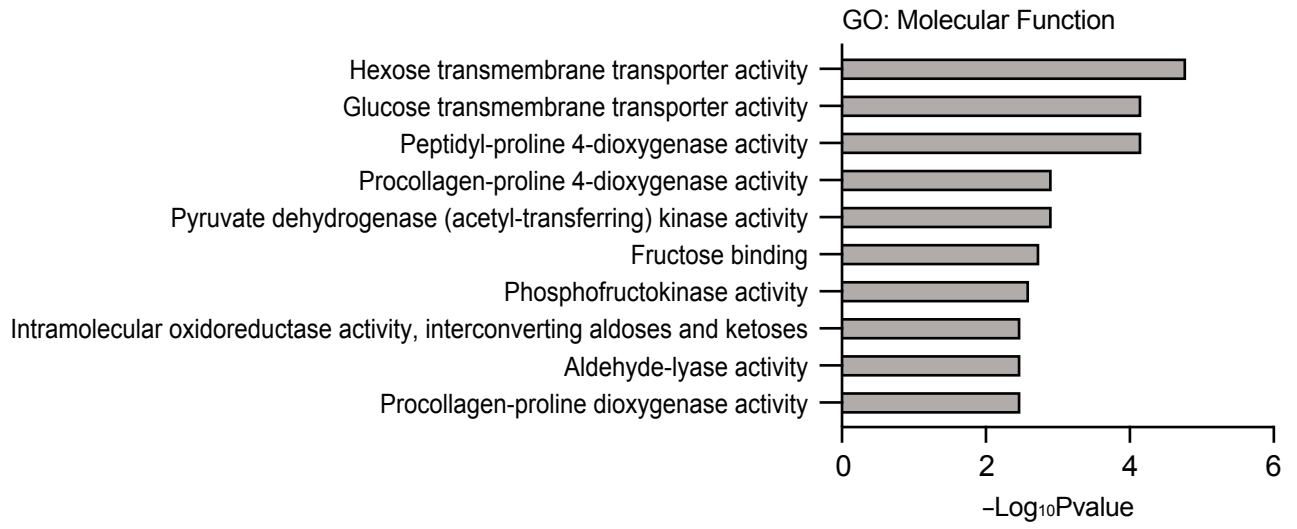 GO: Molecular Function
Hexose transmembrane transporter activity
Glucose transmembrane transporter activity
Peptidyl-proline 4-dioxygenase activity
Procollagen-proline 4-dioxygenase activity
Pyruvate dehydrogenase (acetyl-transferring) kinase activity
Fructose binding
Phosphofructokinase activity
Intramolecular oxidoreductase activity, interconverting aldoses and ketoses
Aldehyde-lyase activity
Procollagen-proline dioxygenase activity
0 2 4 6
–Log₁₀Pvalue